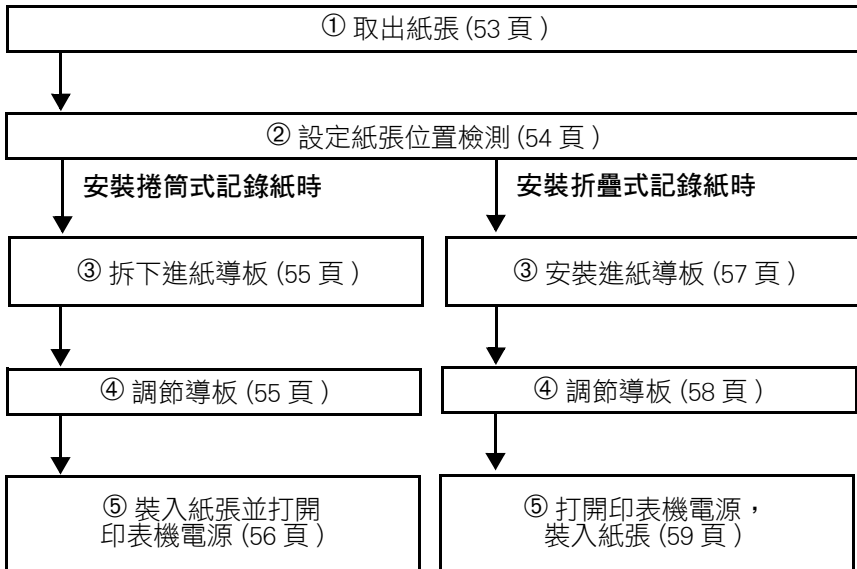 ① 取出紙張 (53 頁 )
② 設定紙張位置檢測 (54 頁 )
安裝捲筒式記錄紙時
安裝折疊式記錄紙時
③ 拆下進紙導板 (55 頁 )
③ 安裝進紙導板 (57 頁 )
④ 調節導板 (55 頁 )
④ 調節導板 (58 頁 )
⑤ 裝入紙張並打開
印表機電源 (56 頁 )
⑤ 打開印表機電源，
裝入紙張 (59 頁 )